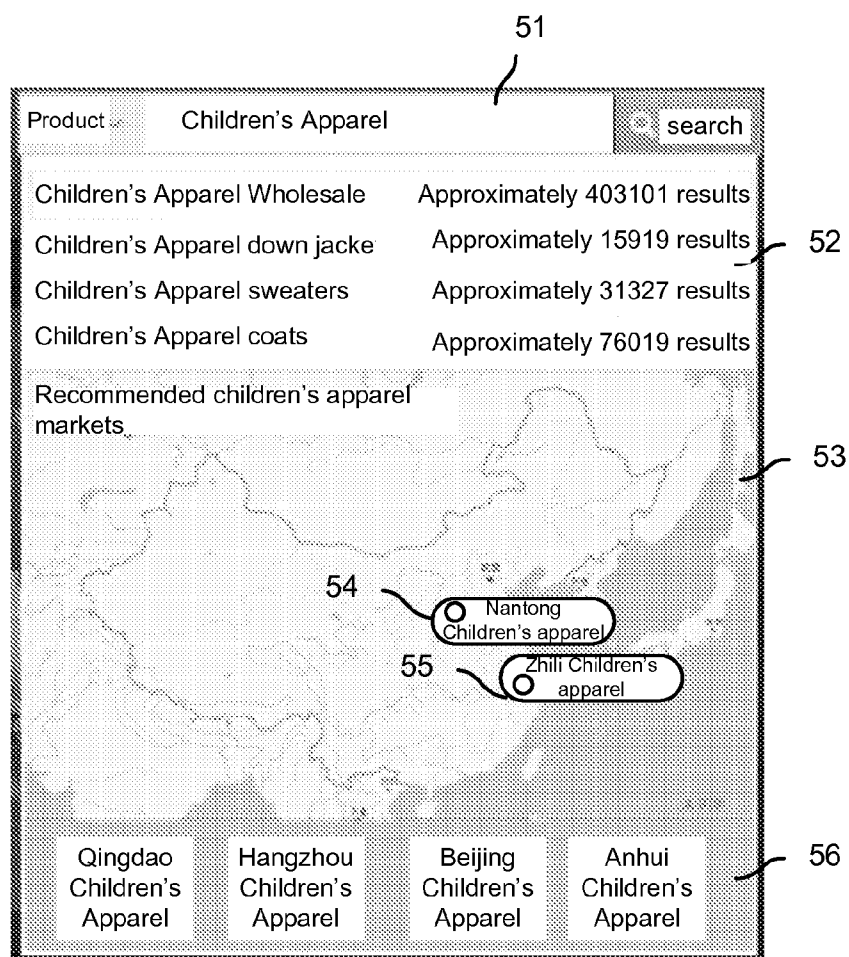 51
Product
Children's Apparel
search
Children's Apparel Wholesale
Approximately 403101 results
Children's Apparel down jacke
Approximately 15919 results
52
Children's Apparel sweaters
Approximately 31327 results
Children's Apparel coats
Approximately 76019 results
Recommended children's apparel
markets
53
54
Nantong
Children's apparel
55
Zhili Children's
apparel
Qingdao
Children's
Apparel
Hangzhou
Children's
Apparel
Beijing
Children's
Apparel
Anhui
Children's
Apparel
56